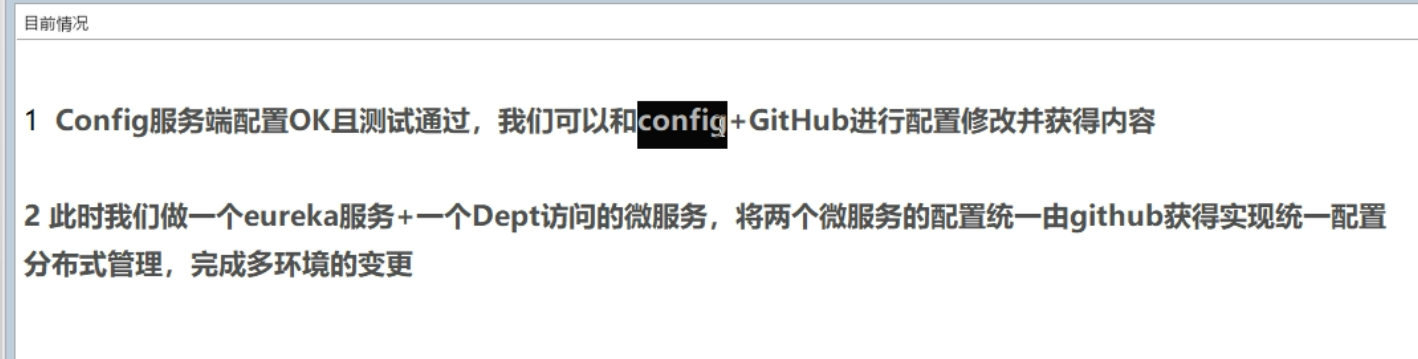 目前情况
1 Config服务端配置OK且测试通过，我们可以和config+GitHub进行配置修改并获得内容
2 此时我们做一个eureka服务+一个Dept访问的微服务，将两个微服务的配置统一由github获得实现统一配置
分布式管理，完成多环境的变更